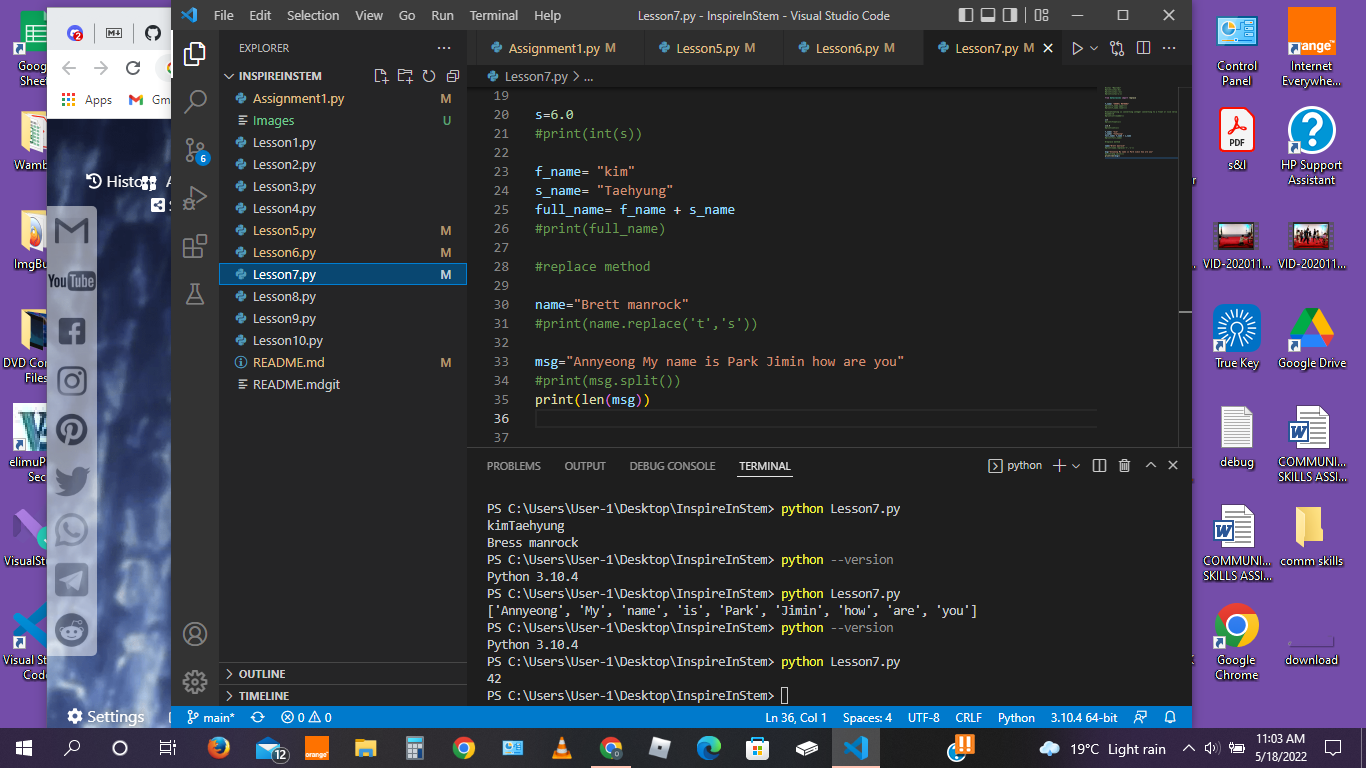 File Edit Selection View Go Run Terminal Help
Lesson7.py - InspireInStem - Visual Studio Code
EXPLORER
INSPIREINSTEM
Assignment1.py M
Images U
Lesson1.py
Lesson2.py
Lesson3.py
Lesson4.py
Lesson5.py M
Lesson6.py M
Lesson7.py M
Lesson8.py
Lesson9.py
Lesson10.py
README.md M
README.mdgit
OUTLINE
TIMELINE
6
Assignment1.py M
Lesson5.py M
Lesson6.py M
Lesson7.py M
Lesson7.py > ...
19
20 s=6.0
21 #print(int(s))
22
23 f_name= "kim"
24 s_name= "Taehyung"
25 full_name= f_name + s_name
26 #print(full_name)
27
28 #replace method
29
30 name="Brett manrock"
31 #print(name.replace('t','s'))
32
33 msg="Annyeong My name is Park Jimin how are you"
34 #print(msg.split())
35 print(len(msg))
36
37
PROBLEMS OUTPUT DEBUG CONSOLE TERMINAL
python
PS C:\Users\User-1\Desktop\InspireInStem> python Lesson7.py
kimTaehyung
Bress manrock
PS C:\Users\User-1\Desktop\InspireInStem> python --version
Python 3.10.4
PS C:\Users\User-1\Desktop\InspireInStem> python Lesson7.py
['Annyeong', 'My', 'name', 'is', 'Park', 'Jimin', 'how', 'are', 'you']
PS C:\Users\User-1\Desktop\InspireInStem> python --version
Python 3.10.4
PS C:\Users\User-1\Desktop\InspireInStem> python Lesson7.py
42
PS C:\Users\User-1\Desktop\InspireInStem>
main* 0 0
Ln 36, Col 1 Spaces: 4 UTF-8 CRLF Python 3.10.4 64-bit
Goog
Sheet
Wamb
ImgBu
DVD Co
Files
elimuP
Sec
VisualStu
Visual St
Code
2
Apps
Gm
Histo
You Tube
Settings
Control
Panel
Internet
Everywhe...
orange
PDF
s&I
HP Support
Assistant
VID-202011...
VID-202011...
True Key
Google Drive
debug
COMMUNI...
SKILLS ASSI...
COMMUNI...
SKILLS ASSI...
comm skills
Google
Chrome
download
12
orange
19°C Light rain
11:03 AM
5/18/2022